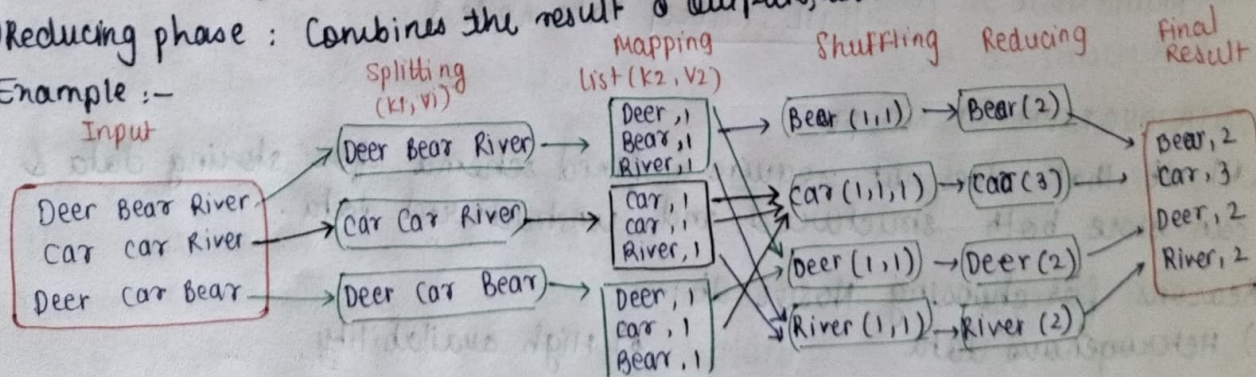 Reducing phase : Combines the result
Example :-
Input
Deer Bear River
Car Car River
Deer Car Bear
Splitting
(K1, V1)
Deer Bear River
Car Car River
Deer Car Bear
Mapping
List(K2, V2)
Deer, 1
Bear, 1
River, 1
Car, 1
Car, 1
River, 1
Deer, 1
Car, 1
Bear, 1
Shuffling
Bear (1,1)
Car (1,1,1)
Deer (1,1)
River (1,1)
Reducing
Bear (2)
Car (3)
Deer (2)
River (2)
Final
Result
Bear, 2
Car, 3
Deer, 2
River, 2